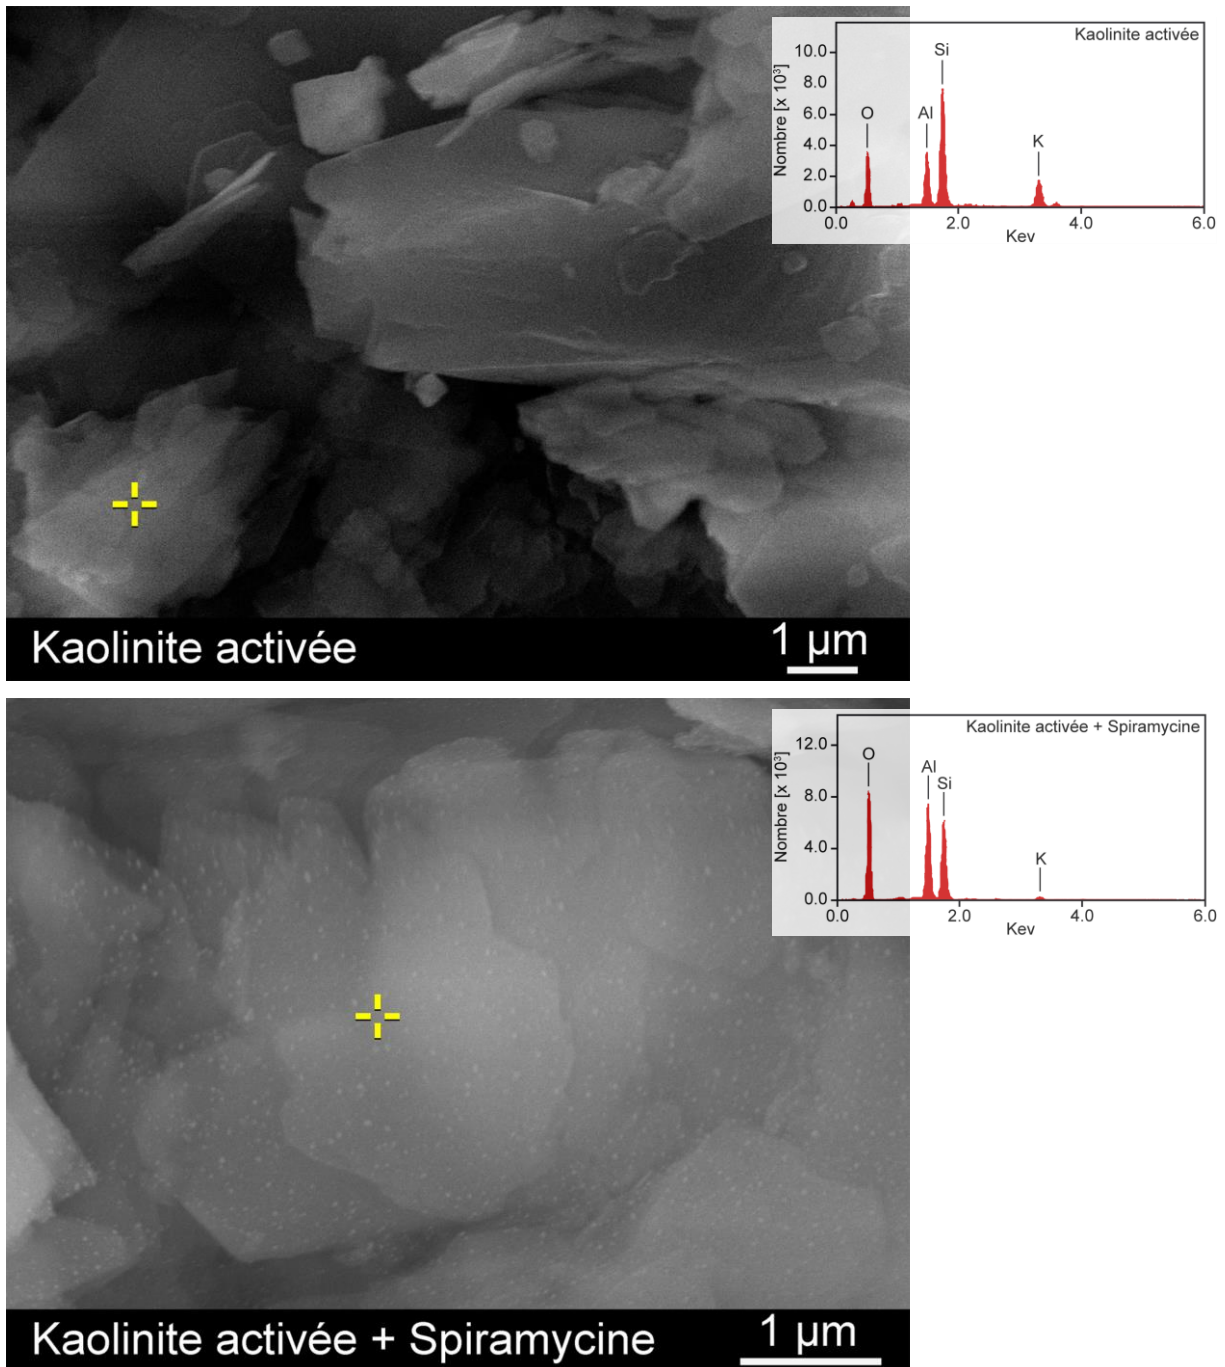 Kaolinite activée
Nombre [x 10³]
10.0
8.0
6.0
4.0
2.0
0.0
O
Al
Si
K
0.0 2.0 4.0 6.0
Kev
Kaolinite activée
1 µm
Kaolinite activée + Spiramycine
Nombre [x 10³]
12.0
8.0
4.0
0.0
O
Al
Si
K
0.0 2.0 4.0 6.0
Kev
Kaolinite activée + Spiramycine
1 µm